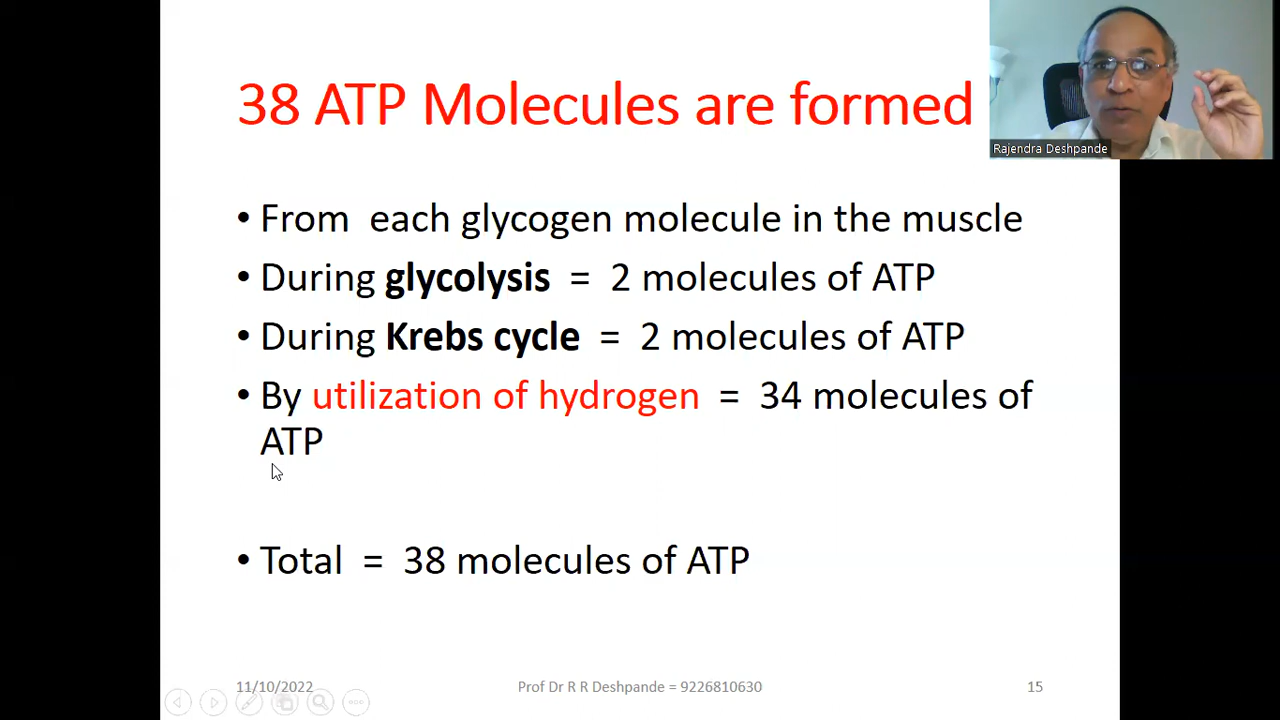 38 ATP Molecules are formed
Rajendra Deshpande
• From each glycogen molecule in the muscle
• During glycolysis = 2 molecules of ATP
• During Krebs cycle = 2 molecules of ATP
• By utilization of hydrogen = 34 molecules of
ATP
• Total = 38 molecules of ATP
11/10/2022
Prof Dr R R Deshpande = 9226810630
15